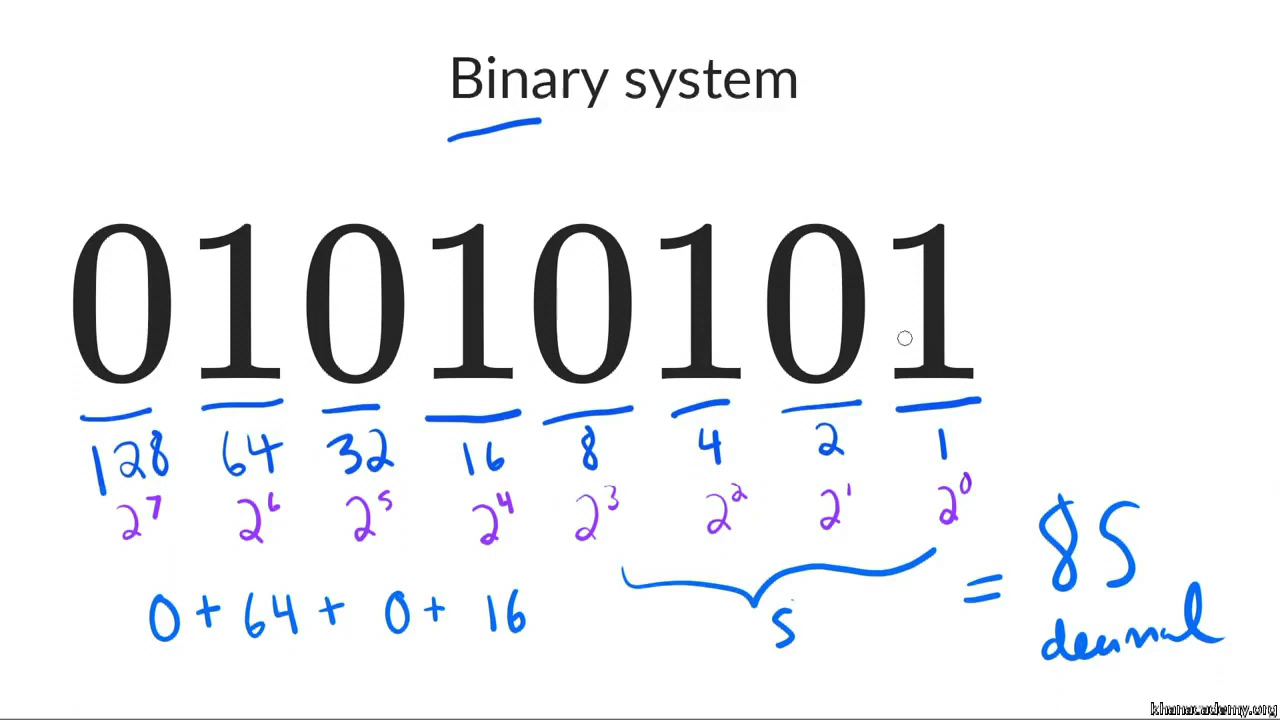 Binary system
01010101
128 64 32 16 8 4 2 1
2⁷ 2⁶ 2⁵ 2⁴ 2³ 2² 2¹ 2⁰
0 + 64 + 0 + 16 5 = 85
decimal
khanacademy.org